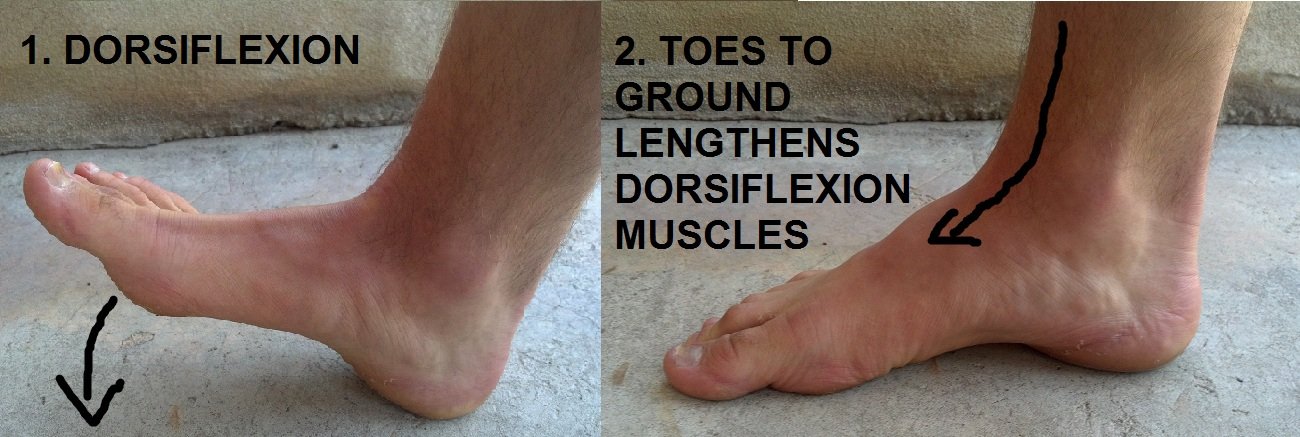 1. DORSIFLEXION
2. TOES TO
GROUND
LENGTHENS
DORSIFLEXION
MUSCLES